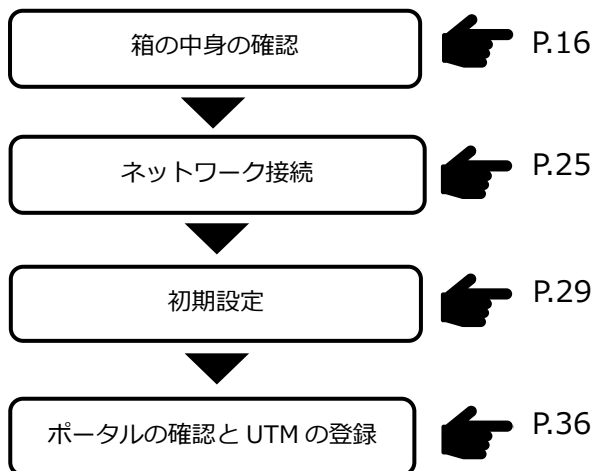 箱の中身の確認
P.16
ネットワーク接続
P.25
初期設定
P.29
ポータルの確認と UTM の登録
P.36